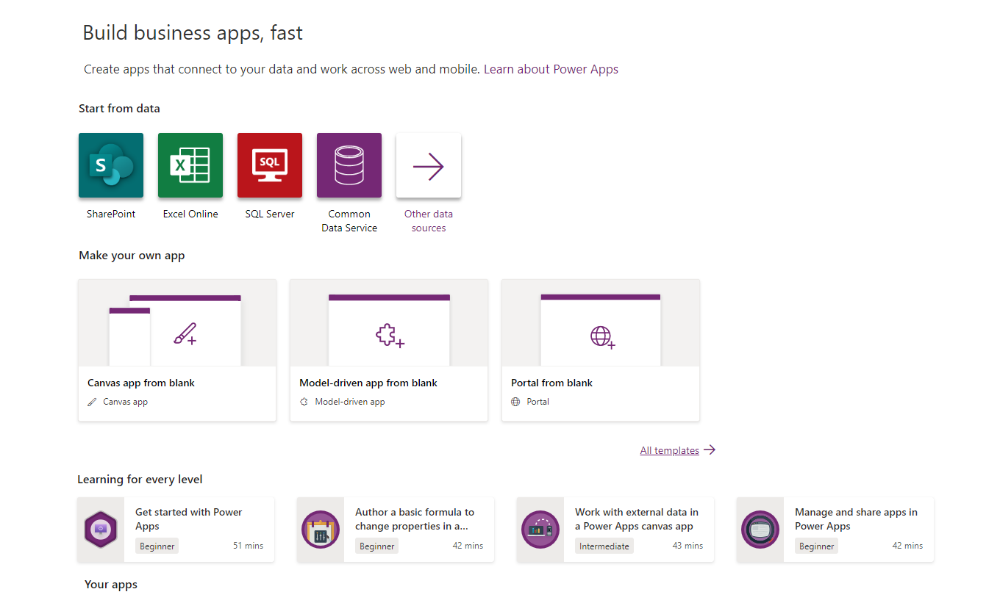 Build business apps, fast
Create apps that connect to your data and work across web and mobile. Learn about Power Apps
Start from data
S
X
SQL
SharePoint
Excel Online
SQL Server
Common
Data Service
Other data
sources
Make your own app
Canvas app from blank
Canvas app
Model-driven app from blank
Model-driven app
Portal from blank
Portal
All templates
Learning for every level
Get started with Power
Apps
Beginner
51 mins
Author a basic formula to
change properties in a...
Beginner
42 mins
Work with external data in
a Power Apps canvas app
Intermediate
43 mins
Manage and share apps in
Power Apps
Beginner
42 mins
Your apps